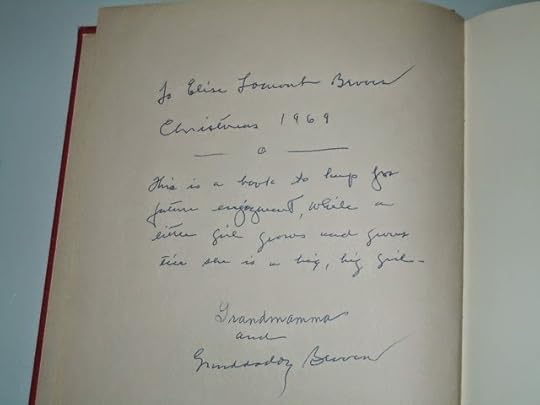 To Elise Lomont Brown
Christmas 1969
This is a book to keep for
future enjoyment, while a
little girl grows and grows
till she is a big, big girl -
Grandmamma
and
Granddaddy Brown